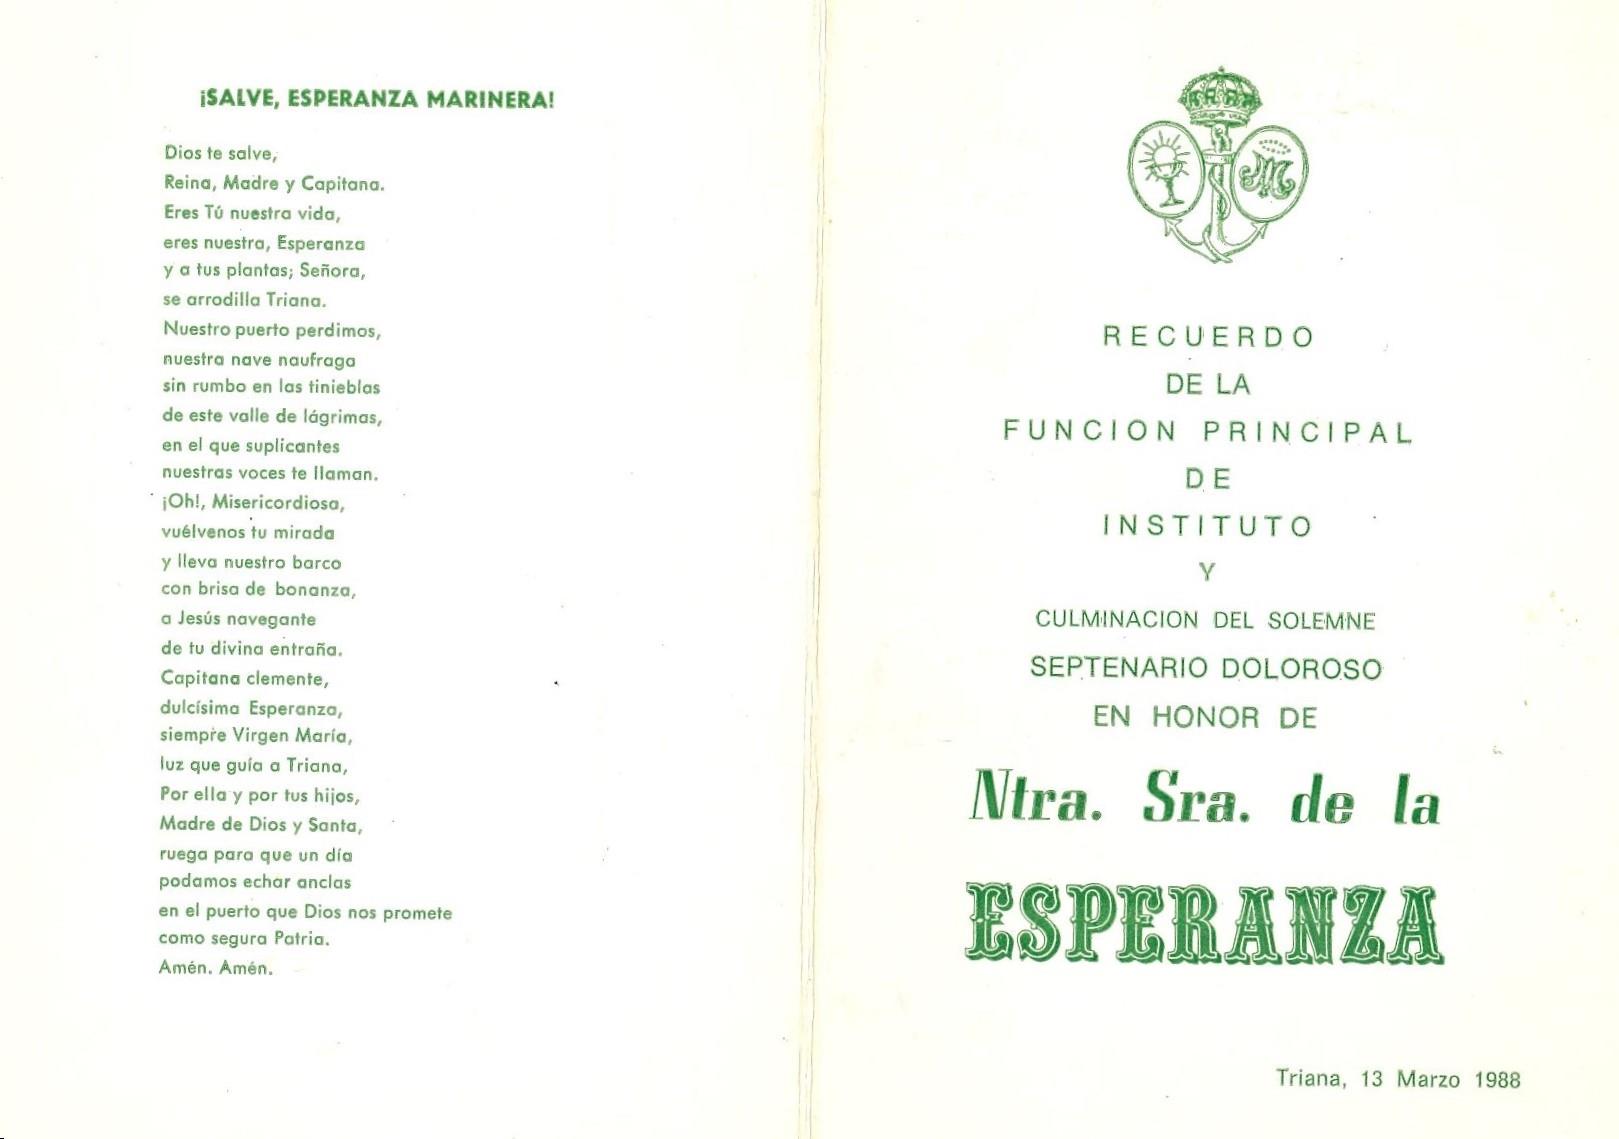 ¡SALVE, ESPERANZA MARINERA!
Dios te salve,
Reina, Madre y Capitana.
Eres Tú nuestra vida,
eres nuestra, Esperanza
y a tus plantas; Señora,
se arrodilla Triana.
Nuestro puerto perdimos,
nuestra nave naufraga
sin rumbo en las tinieblas
de este valle de lágrimas,
en el que suplicantes
nuestras voces te llaman.
¡Oh!, Misericordiosa,
vuélvenos tu mirada
y lleva nuestro barco
con brisa de bonanza,
a Jesús navegante
de tu divina entraña.
Capitana clemente,
dulcísima Esperanza,
siempre Virgen María,
luz que guía a Triana,
Por ella y por tus hijos,
Madre de Dios y Santa,
ruega para que un día
podamos echar anclas
en el puerto que Dios nos promete
como segura Patria.
Amén. Amén.
RECUERDO
DE LA
FUNCION PRINCIPAL
DE
INSTITUTO
Y
CULMINACION DEL SOLEMNE
SEPTENARIO DOLOROSO
EN HONOR DE
Ntra. Sra. de la
ESPERANZA
Triana, 13 Marzo 1988